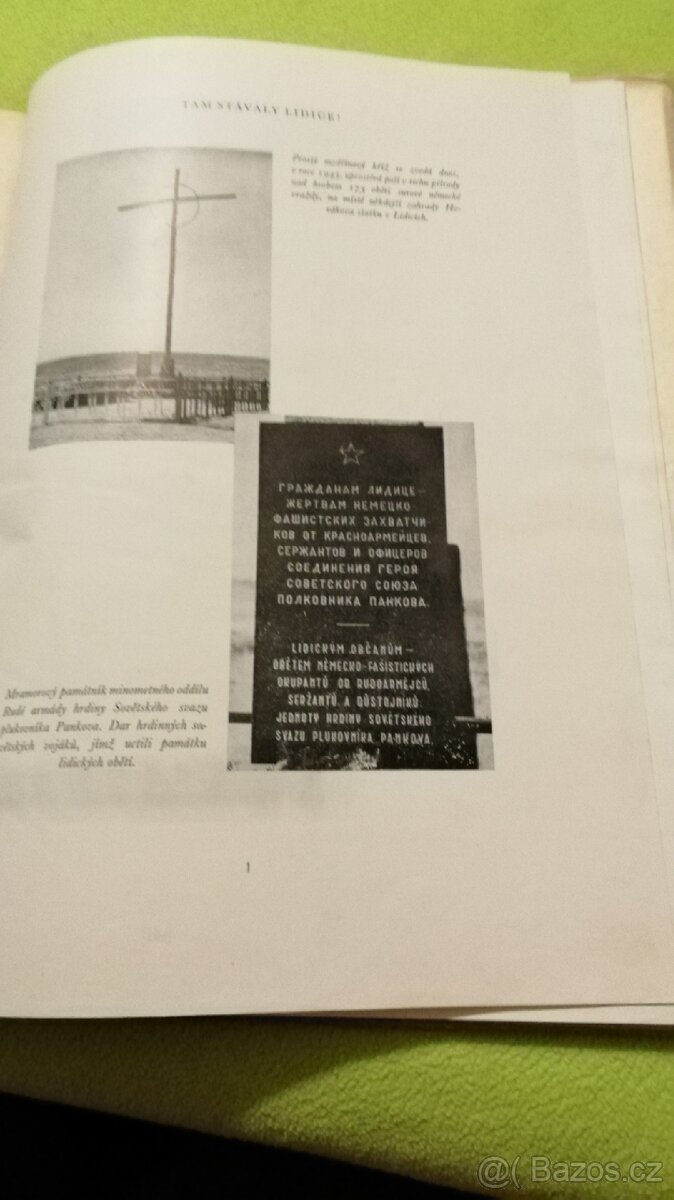 TAM STÁVALY LIDICE!
Prostý modřínový kříž se zvedá dnes,
v roce 1945, uprostřed polí v tichu přírody
nad hrobem 173 obětí surové německé
vraždy, na místě někdejší zahrady Ho-
rákova statku v Lidicích.
ГРАЖДАНАМ ЛИДИЦЕ—
ЖЕРТВАМ НЕМЕЦКО
ФАШИСТСКИХ ЗАХВАТЧИ-
КОВ ОТ КРАСНОАРМЕЙЦЕВ,
СЕРЖАНТОВ И ОФИЦЕРОВ
СОЕДИНЕНИЯ ГЕРОЯ
СОВЕТСКОГО СОЮЗА
ПОЛКОВНИКА ПАНКОВА.
LIDICKÝM OBČANŮM —
OBĚTEM NĚMECKO-FAŠISTICKÝCH
OKUPANTŮ OD RUDOARMĚJCŮ,
SERŽANTŮ A DŮSTOJNÍKŮ
JEDNOTY HRDINY SOVĚTSKÉHO
SVAZU PLUKOVNÍKA PANKOVA.
Mramorový památník minometného oddílu
Rudé armády hrdiny Sovětského svazu
plukovníka Pankova. Dar hrdinných so-
větských vojáků, jímž uctili památku
lidických obětí.
1
@ Bazos.cz